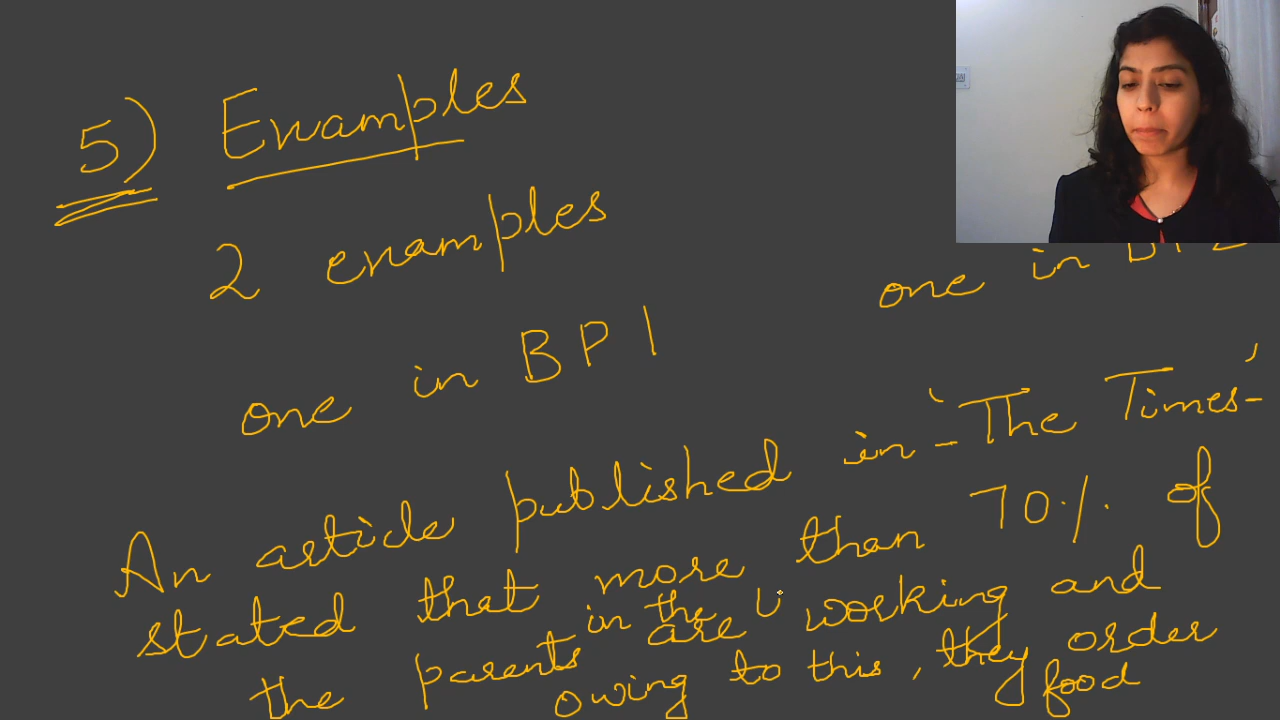 5) Examples
2 examples
one in BP1
one in BP2
An article published in 'The Times'
stated that more than 70% of
in the U
the parents are working and
owing to this, they order
food